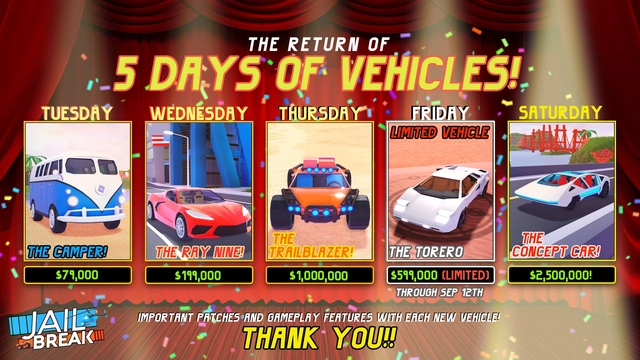 THE RETURN OF
5 DAYS OF VEHICLES!
TUESDAY
THE CAMPER!
$79,000
WEDNESDAY
THE RAY NINE!
$199,000
THURSDAY
THE
TRAILBLAZER!
$1,000,000
FRIDAY
LIMITED VEHICLE
THE TORERO
$599,000 (LIMITED)
THROUGH SEP 12TH
SATURDAY
THE
CONCEPT CAR!
$2,500,000!
JAIL
BREAK
IMPORTANT PATCHES AND GAMEPLAY FEATURES WITH EACH NEW VEHICLE!
THANK YOU!!